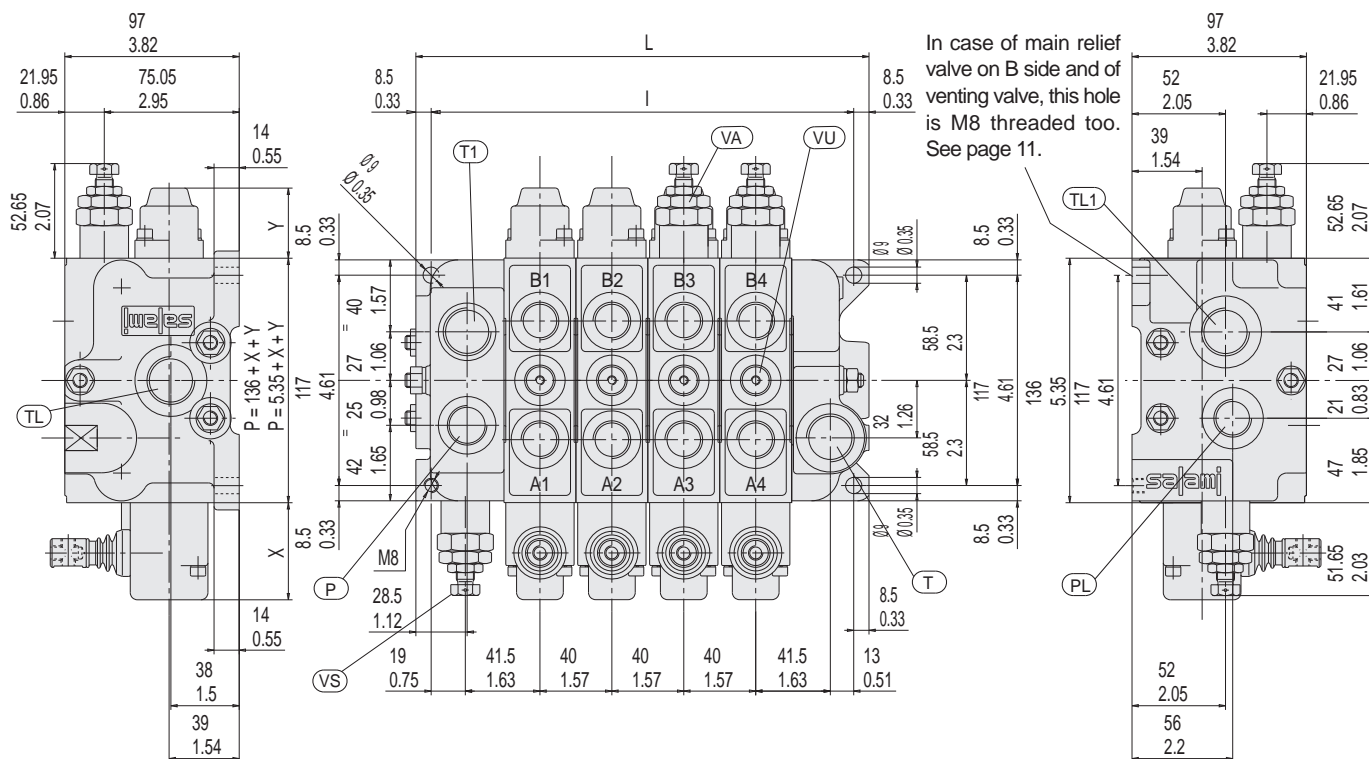 97
3.82
21.95
0.86
75.05
2.95
14
0.55
52.65
2.07
Y
P = 136 + X + Y
P = 5.35 + X + Y
salami
TL
X
14
0.55
38
1.5
39
1.54
L
8.5
0.33
I
8.5
0.33
Ø 9
Ø 0.35
T1
VA
VU
8.5
0.33
40
1.57
=
27
1.06
117
4.61
25
0.98
=
42
1.65
8.5
0.33
B1
B2
B3
B4
A1
A2
A3
A4
Ø 9
Ø 0.35
8.5
0.33
58.5
2.3
117
4.61
32
1.26
58.5
2.3
Ø 9
Ø 0.35
8.5
0.33
M8
P
28.5
1.12
VS
T
8.5
0.33
19
0.75
41.5
1.63
40
1.57
40
1.57
40
1.57
41.5
1.63
13
0.51
In case of main relief
valve on B side and of
venting valve, this hole
is M8 threaded too.
See page 11.
97
3.82
52
2.05
21.95
0.86
39
1.54
TL1
52.65
2.07
136
5.35
117
4.61
41
1.61
27
1.06
21
0.83
47
1.85
salami
PL
51.65
2.03
52
2.05
56
2.2